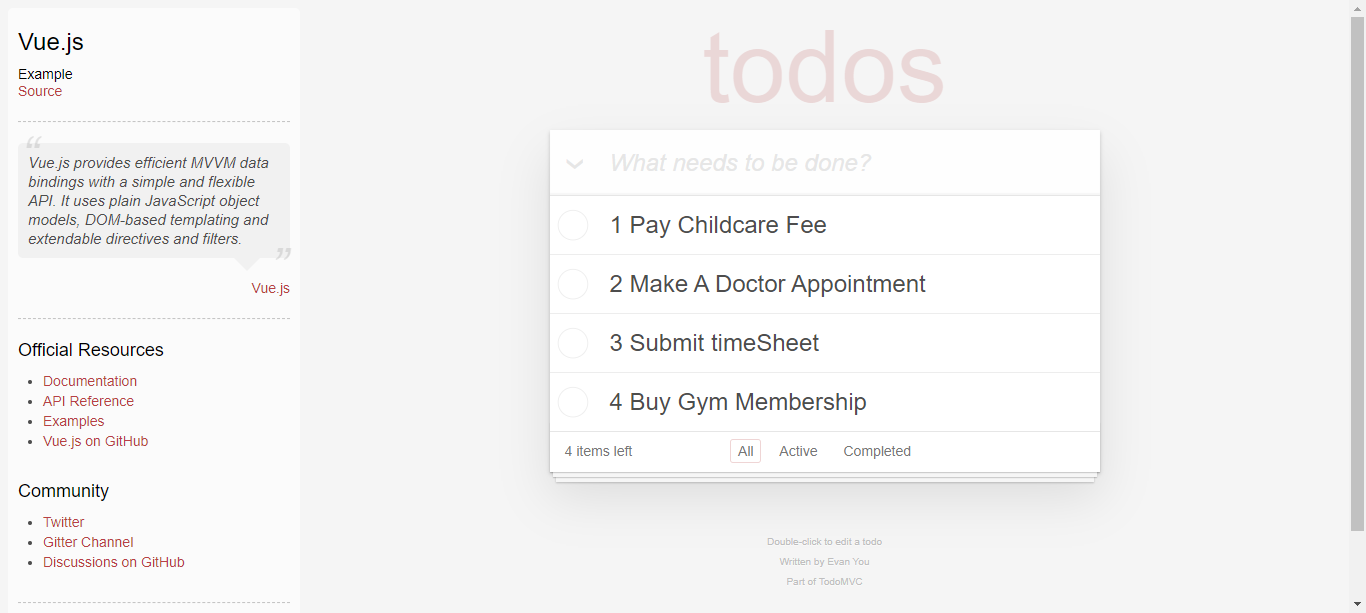 Vue.js
Example
Source
“
Vue.js provides efficient MVVM data
bindings with a simple and flexible
API. It uses plain JavaScript object
models, DOM-based templating and
extendable directives and filters.
”
Vue.js
Official Resources
• Documentation
• API Reference
• Examples
• Vue.js on GitHub
Community
• Twitter
• Gitter Channel
• Discussions on GitHub
todos
What needs to be done?
1 Pay Childcare Fee
2 Make A Doctor Appointment
3 Submit timeSheet
4 Buy Gym Membership
4 items left All Active Completed
Double-click to edit a todo
Written by Evan You
Part of TodoMVC